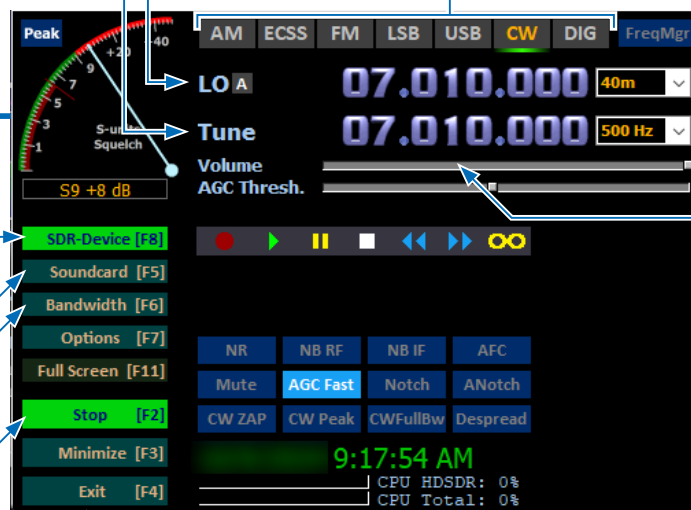 Peak
+20 +40
9
7
5
3
1
S-units
Squelch
S9 +8 dB
AM ECSS FM LSB USB CW DIG FreqMgr
LO A 07.010.000 40m
Tune 07.010.000 500 Hz
Volume
AGC Thresh.
SDR-Device [F8]
Soundcard [F5]
Bandwidth [F6]
Options [F7]
Full Screen [F11]
Stop [F2]
Minimize [F3]
Exit [F4]
NR NB RF NB IF AFC
Mute AGC Fast Notch ANotch
CW ZAP CW Peak CWFullBw Despread
9:17:54 AM
CPU HDSDR: 0%
CPU Total: 0%